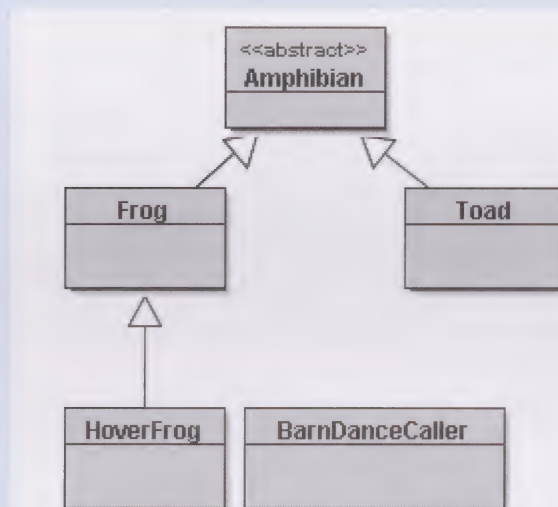 <<abstract>>
Amphibian
Frog
Toad
HoverFrog
BarnDanceCaller